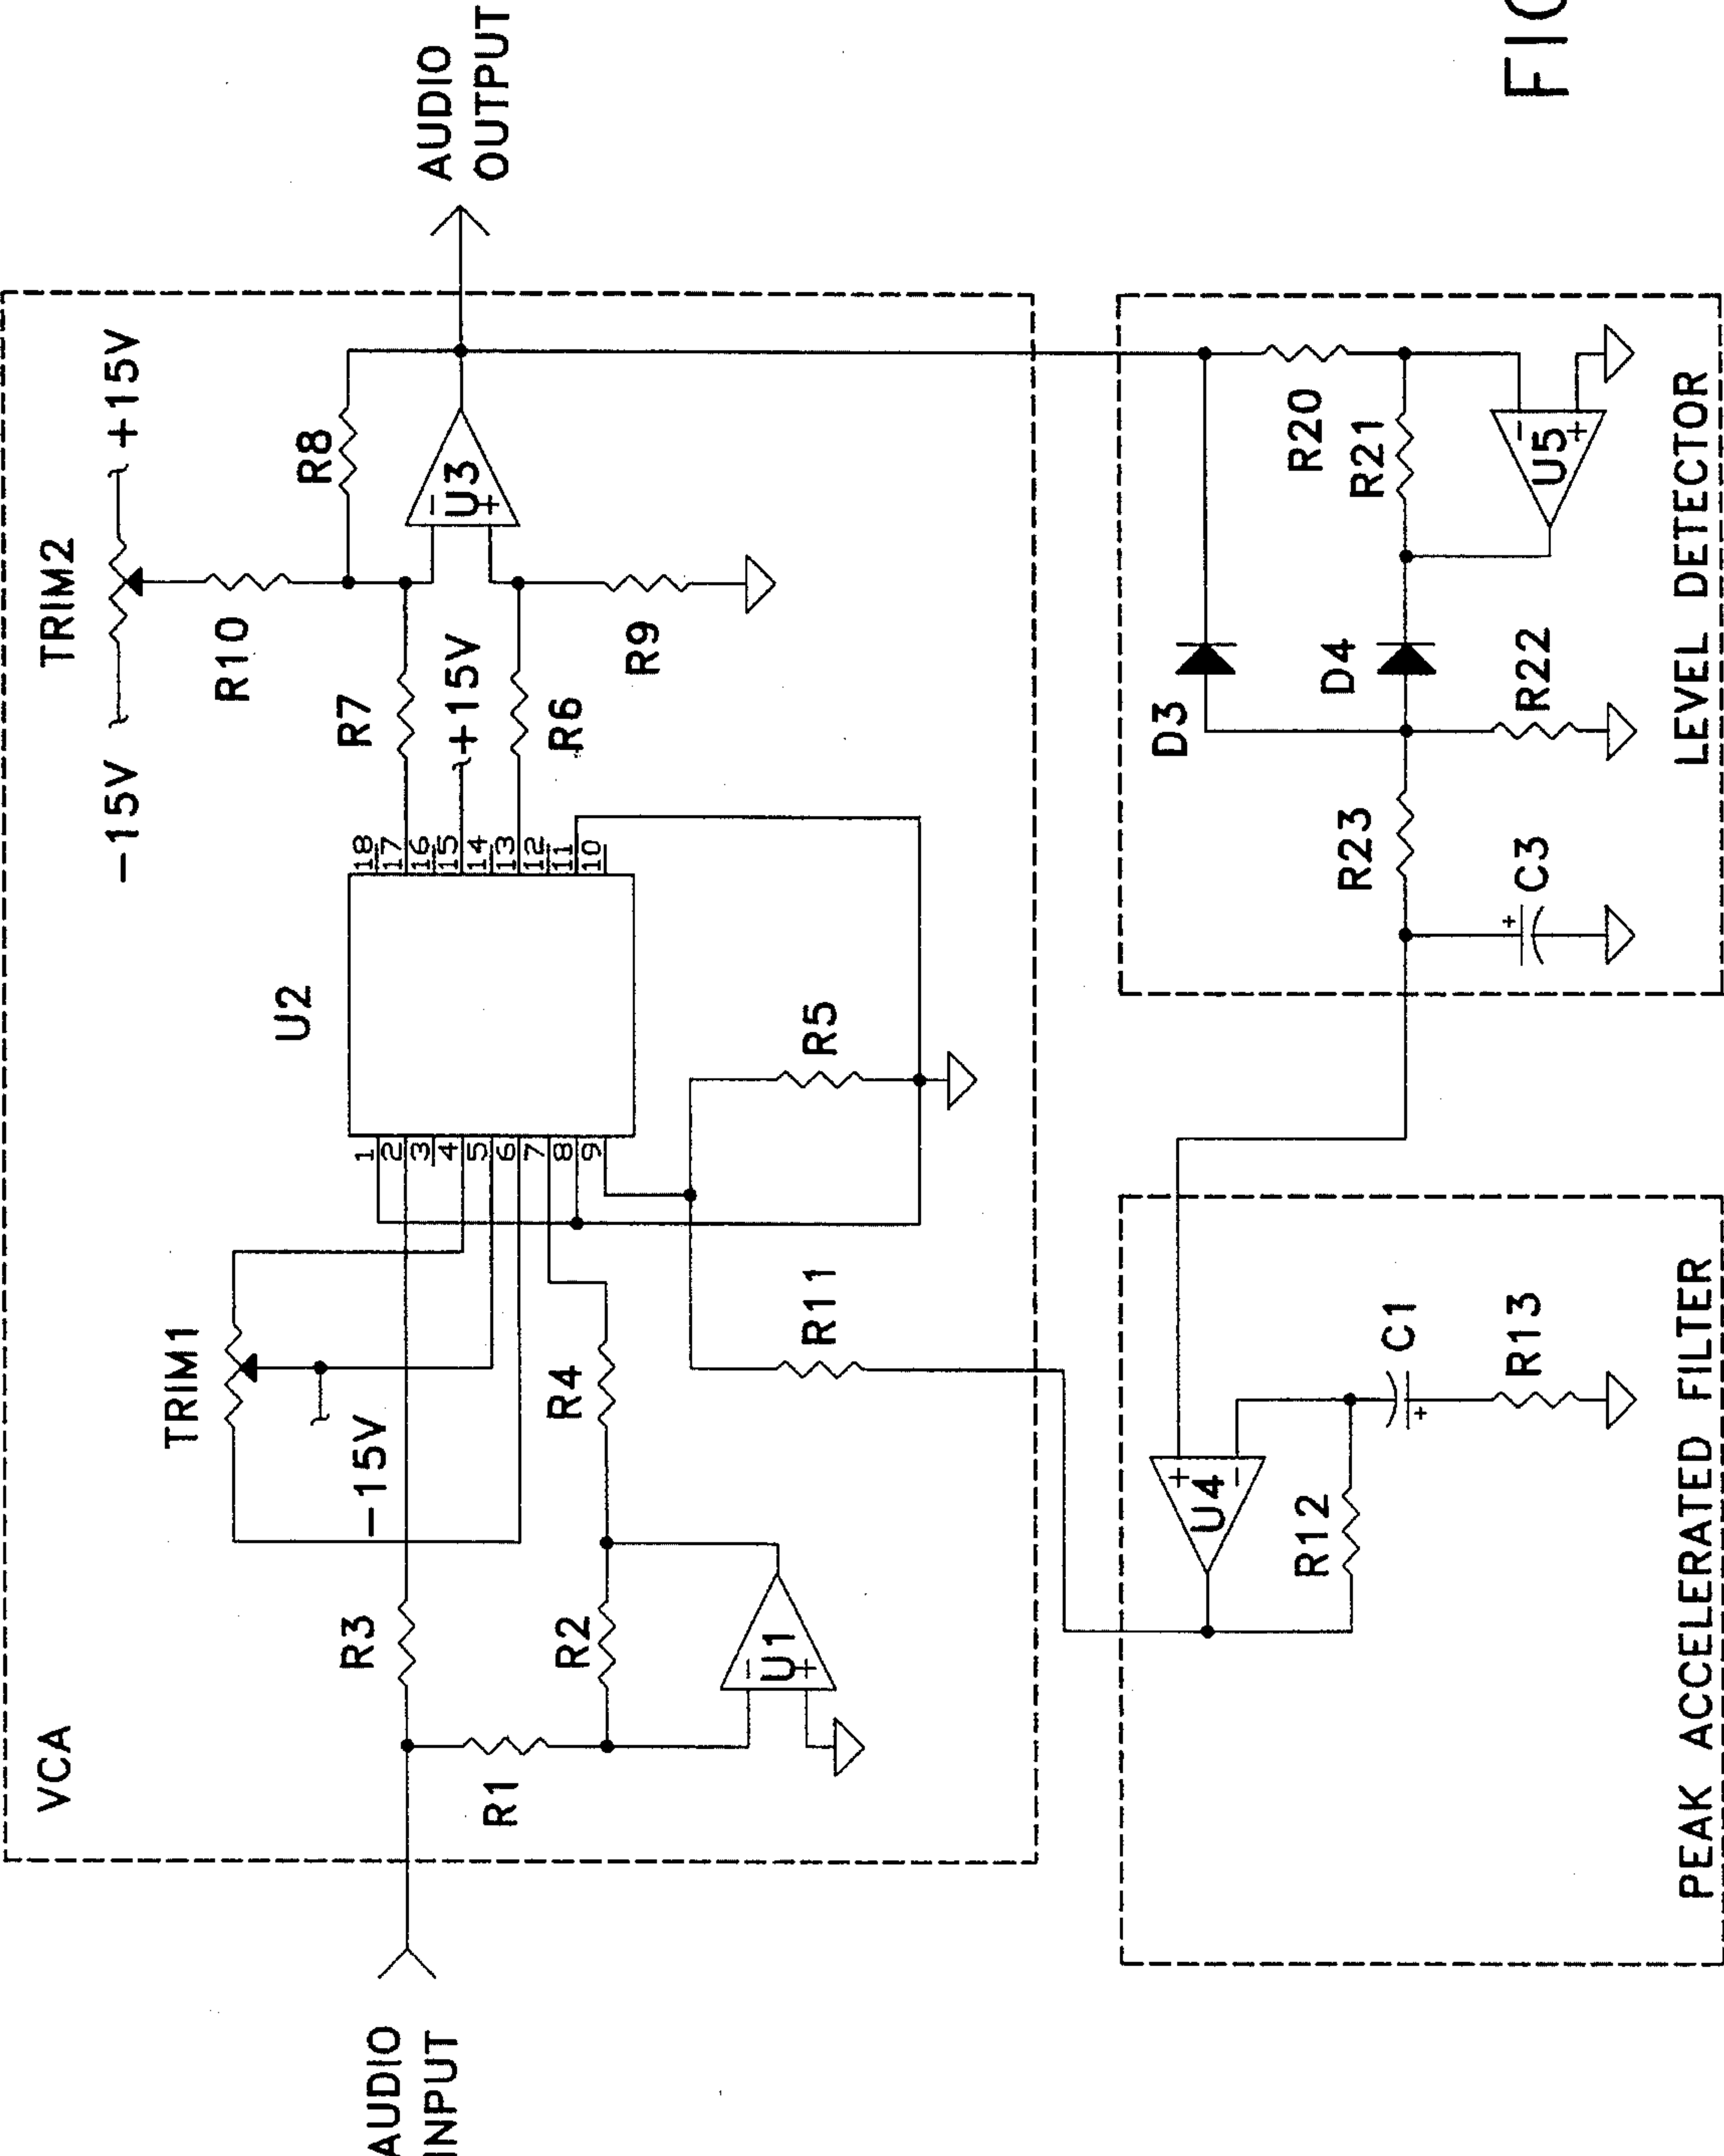 -15V
+15V
TRIM2
R10
R8
AUDIO
OUTPUT
VCA
TRIM1
-15V
U2
1
2
3
4
5
6
7
8
9
18
17
16
15
14
13
12
11
10
R7
+15V
R6
-
U3
+
R9
AUDIO
INPUT
R3
R1
R2
-
U1
+
R4
R11
R5
D3
R20
R21
D4
-
U5
+
R22
R23
+
C3
LEVEL DETECTOR
+
U4
-
R12
C1
+
R13
PEAK ACCELERATED FILTER